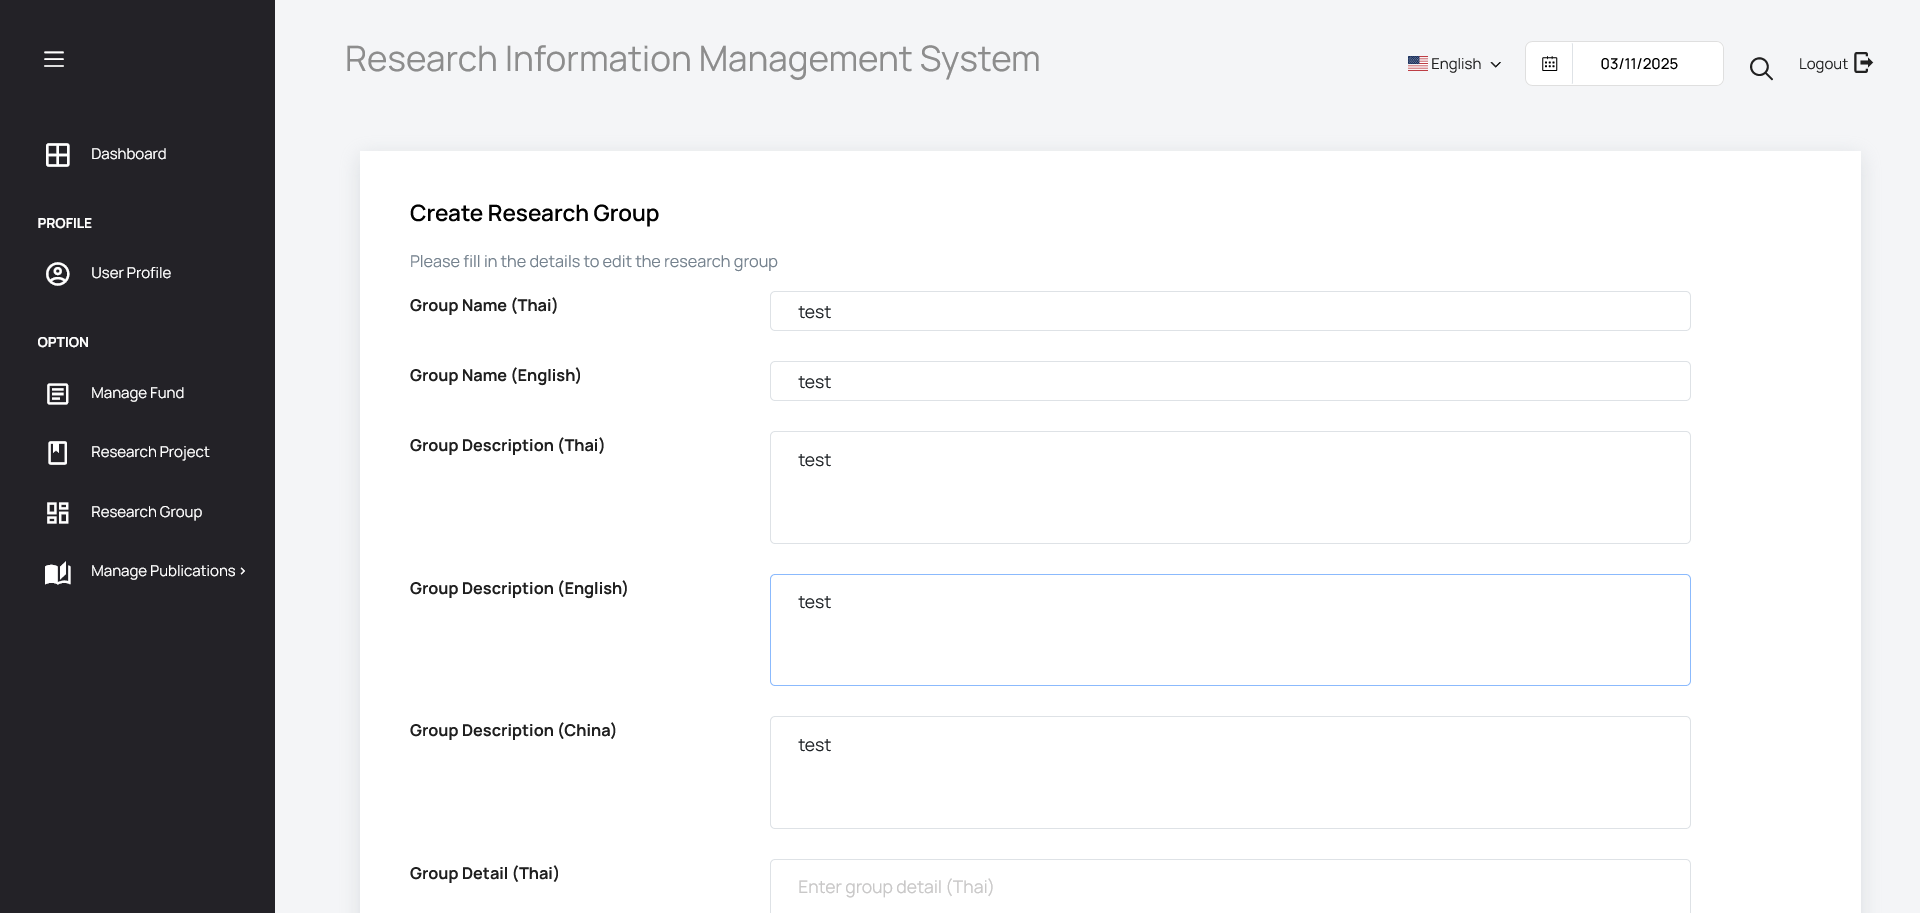 Research Information Management System
English
03/11/2025
Logout
Dashboard
PROFILE
User Profile
OPTION
Manage Fund
Research Project
Research Group
Manage Publications ›
Create Research Group
Please fill in the details to edit the research group
Group Name (Thai)
test
Group Name (English)
test
Group Description (Thai)
test
Group Description (English)
test
Group Description (China)
test
Group Detail (Thai)
Enter group detail (Thai)